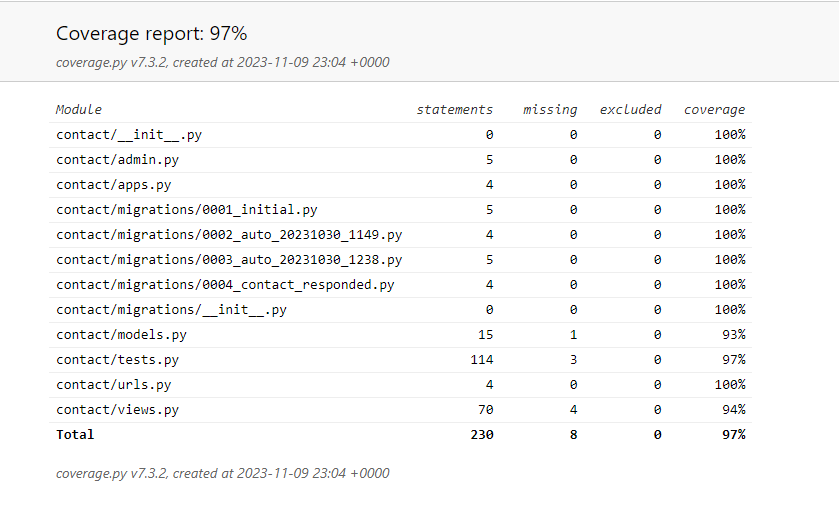 Coverage report: 97%
coverage.py v7.3.2, created at 2023-11-09 23:04 +0000
Module statements missing excluded coverage
contact/__init__.py 0 0 0 100%
contact/admin.py 5 0 0 100%
contact/apps.py 4 0 0 100%
contact/migrations/0001_initial.py 5 0 0 100%
contact/migrations/0002_auto_20231030_1149.py 4 0 0 100%
contact/migrations/0003_auto_20231030_1238.py 5 0 0 100%
contact/migrations/0004_contact_responded.py 4 0 0 100%
contact/migrations/__init__.py 0 0 0 100%
contact/models.py 15 1 0 93%
contact/tests.py 114 3 0 97%
contact/urls.py 4 0 0 100%
contact/views.py 70 4 0 94%
Total 230 8 0 97%
coverage.py v7.3.2, created at 2023-11-09 23:04 +0000